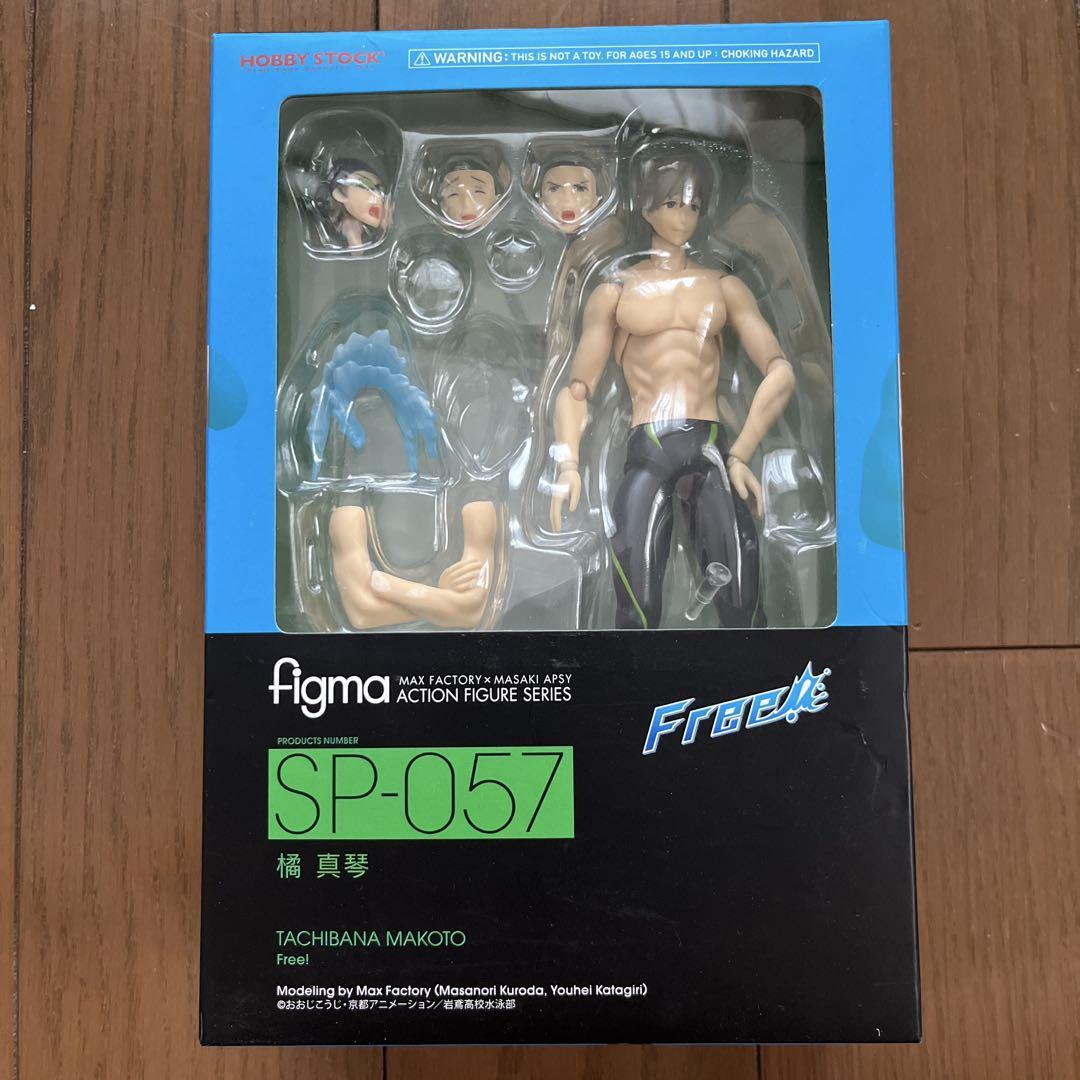 HOBBY STOCK
⚠ WARNING: THIS IS NOT A TOY. FOR AGES 15 AND UP : CHOKING HAZARD
figma MAX FACTORY × MASAKI APSY
ACTION FIGURE SERIES
Free!
PRODUCTS NUMBER
SP-057
橘 真琴
TACHIBANA MAKOTO
Free!
Modeling by Max Factory (Masanori Kuroda, Youhei Katagiri)
©おおじこうじ・京都アニメーション/岩鳶高校水泳部